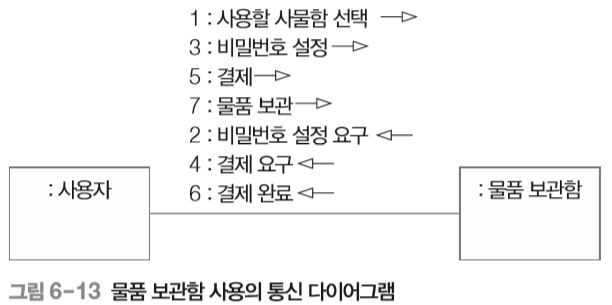 1 : 사용할 사물함 선택
3 : 비밀번호 설정
5 : 결제
7 : 물품 보관
2 : 비밀번호 설정 요구
4 : 결제 요구
6 : 결제 완료
: 사용자
: 물품 보관함
그림 6-13 물품 보관함 사용의 통신 다이어그램